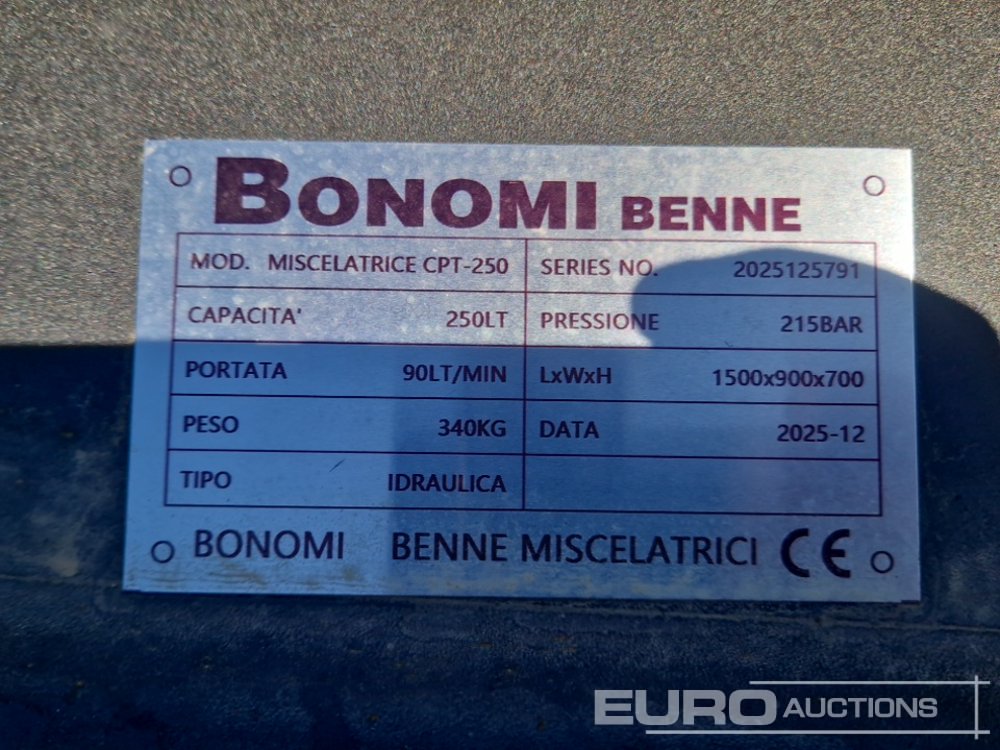 BONOMI BENNE
MOD. MISCELATRICE CPT-250 SERIES NO. 2025125791
CAPACITA' 250LT PRESSIONE 215BAR
PORTATA 90LT/MIN LxWxH 1500x900x700
PESO 340KG DATA 2025-12
TIPO IDRAULICA
BONOMI BENNE MISCELATRICI CE
EURO AUCTIONS